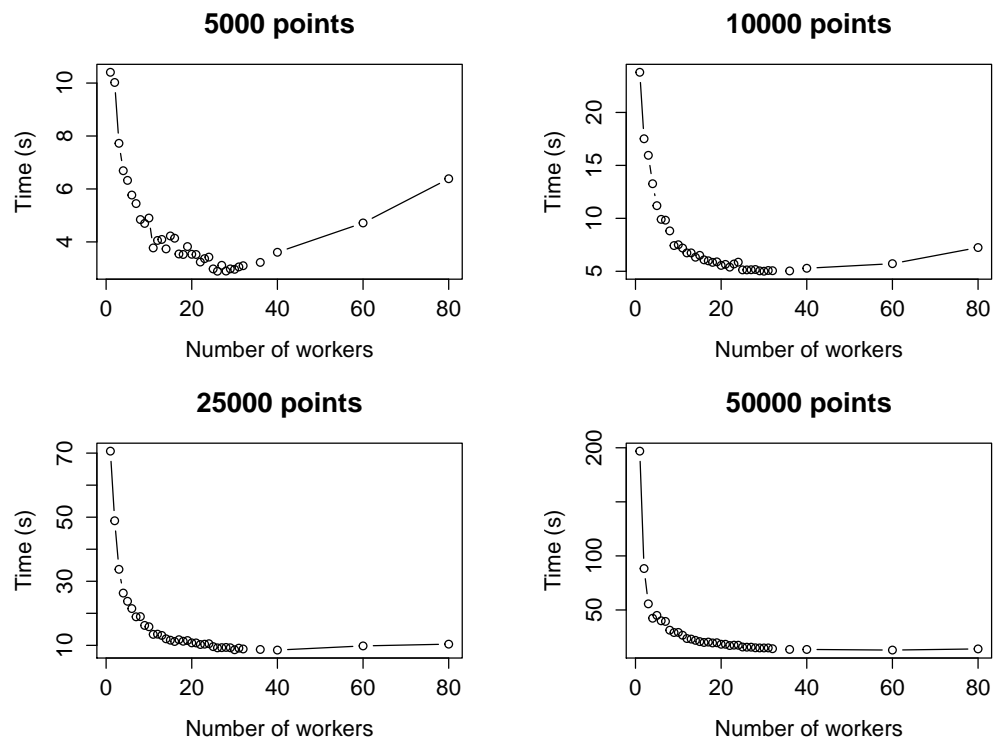 5000 points
Time (s)
10
8
6
4
0 20 40 60 80
Number of workers
10000 points
Time (s)
20
15
10
5
0 20 40 60 80
Number of workers
25000 points
Time (s)
70
50
30
10
0 20 40 60 80
Number of workers
50000 points
Time (s)
200
100
50
0 20 40 60 80
Number of workers